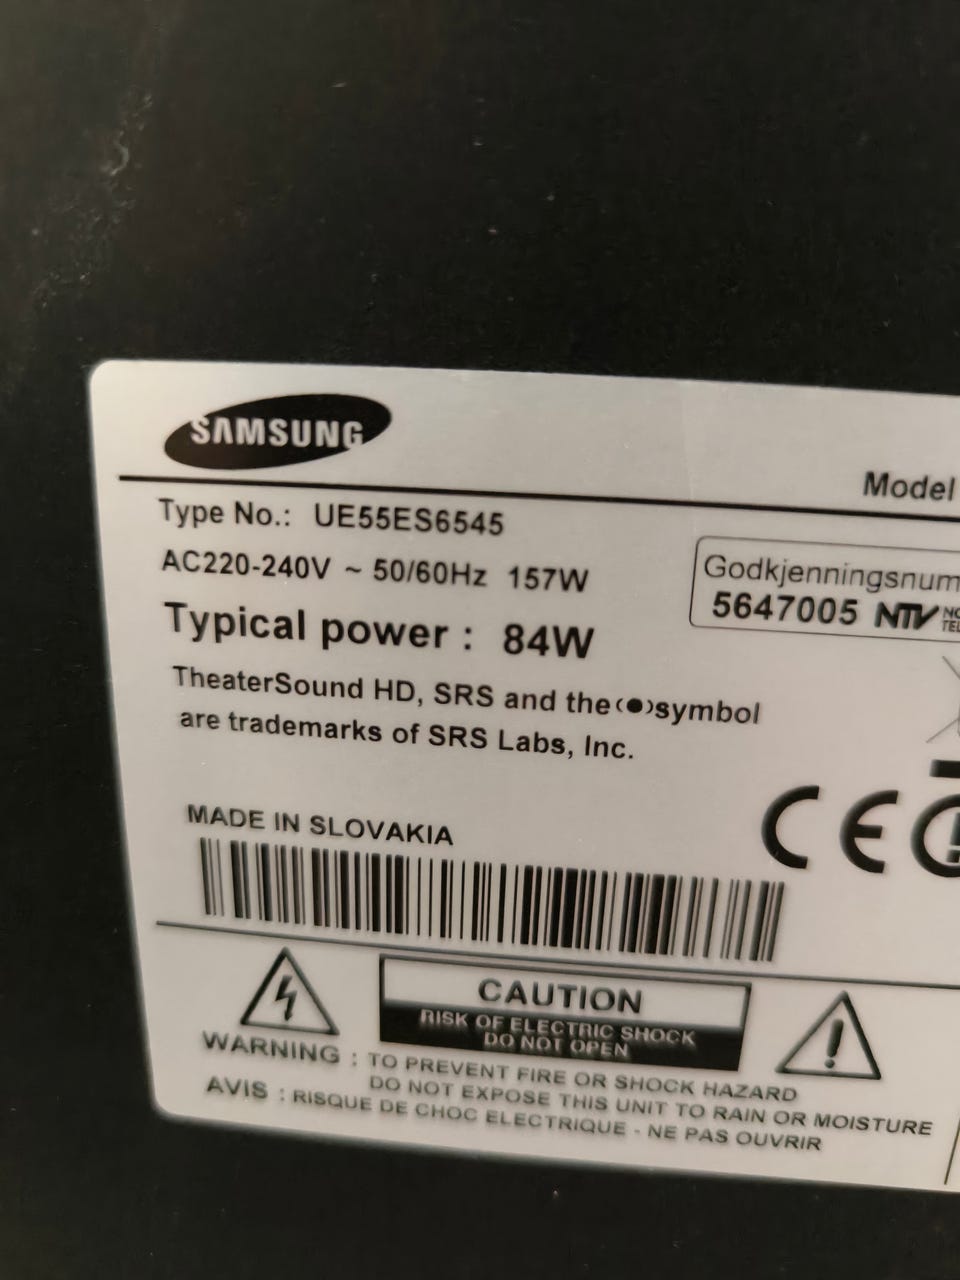 SAMSUNG
Model
Type No.: UE55ES6545
AC220-240V ~ 50/60Hz 157W
Typical power : 84W
Godkjenningsnum
5647005 NTV NO
TEL
TheaterSound HD, SRS and the (●) symbol
are trademarks of SRS Labs, Inc.
MADE IN SLOVAKIA
CE
CAUTION
RISK OF ELECTRIC SHOCK
DO NOT OPEN
WARNING : TO PREVENT FIRE OR SHOCK HAZARD
DO NOT EXPOSE THIS UNIT TO RAIN OR MOISTURE
AVIS : RISQUE DE CHOC ELECTRIQUE - NE PAS OUVRIR